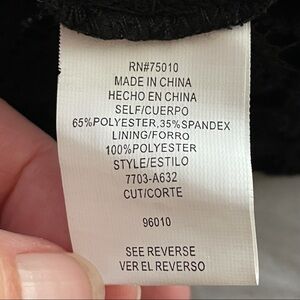 RN#75010
MADE IN CHINA
HECHO EN CHINA
SELF/CUERPO
65%POLYESTER,35%SPANDEX
LINING/FORRO
100%POLYESTER
STYLE/ESTILO
7703-A632
CUT/CORTE
96010
SEE REVERSE
VER EL REVERSO